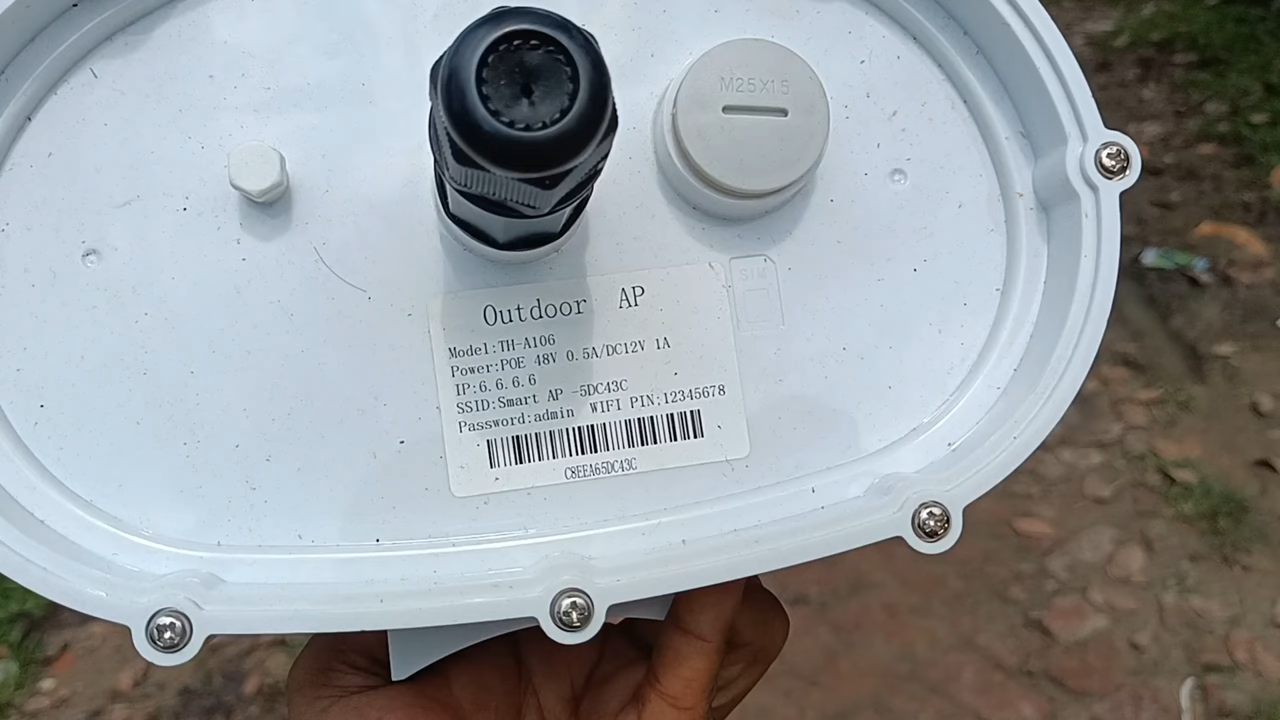 M25X1.5
SIM
Outdoor AP
Model:TH-A106
Power:POE 48V 0.5A/DC12V 1A
IP:6.6.6.6
SSID:Smart AP -5DC43C
Password:admin WIFI PIN:12345678
C8EEA65DC43C